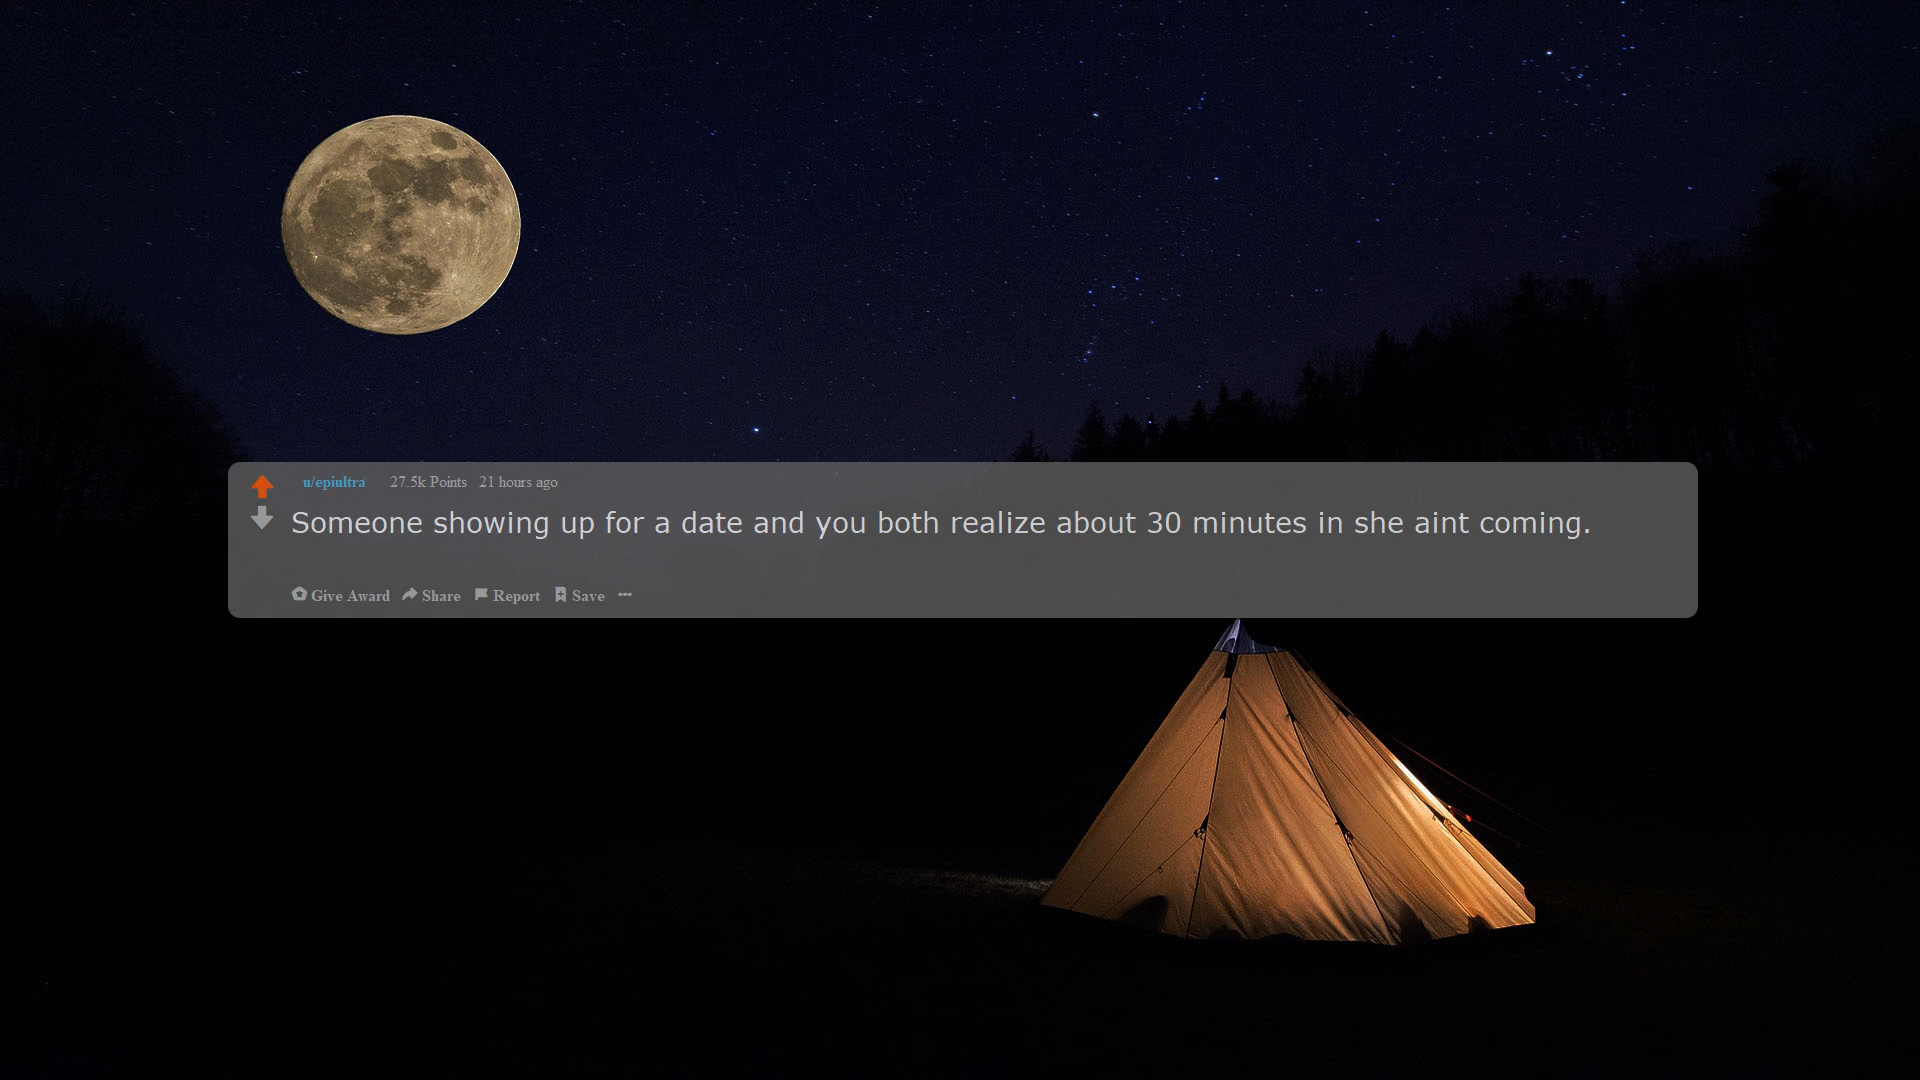 u/epiultra 27.5k Points 21 hours ago
Someone showing up for a date and you both realize about 30 minutes in she aint coming.
Give Award Share Report Save